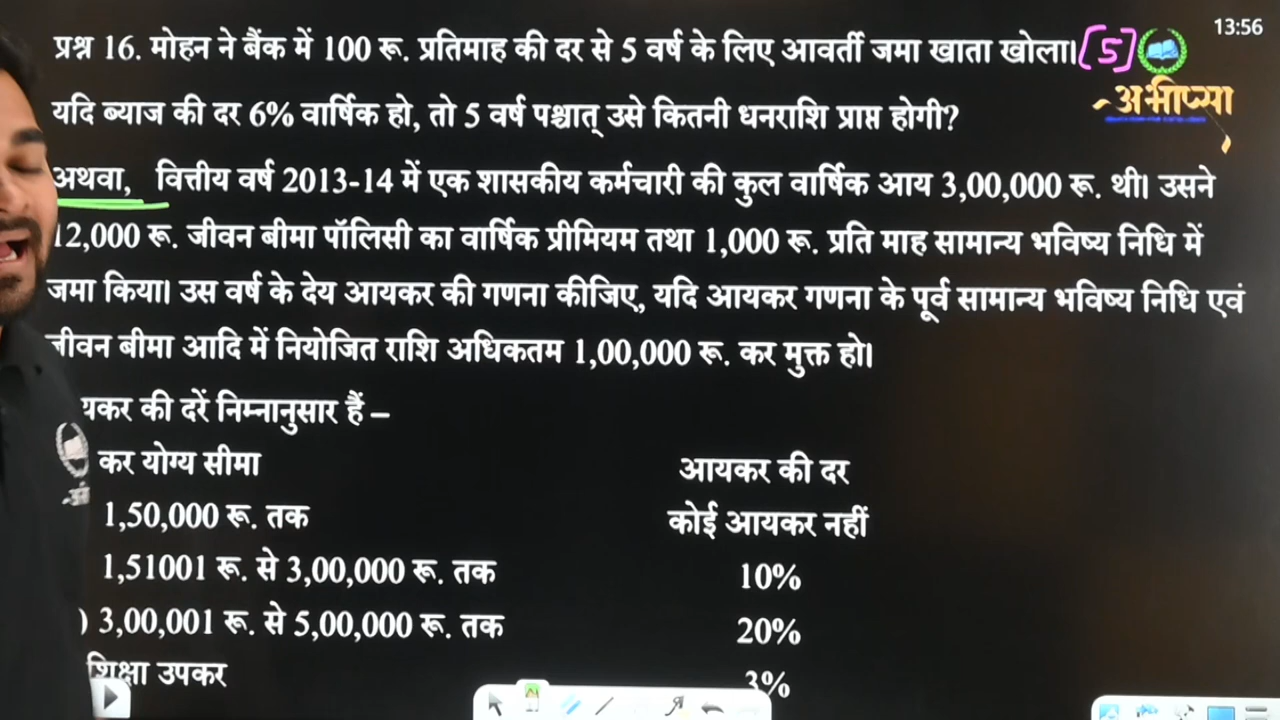 13:56
प्रश्न 16. मोहन ने बैंक में 100 रू. प्रतिमाह की दर से 5 वर्ष के लिए आवर्ती जमा खाता खोला। [5]
अभीप्सा
यदि ब्याज की दर 6% वार्षिक हो, तो 5 वर्ष पश्चात् उसे कितनी धनराशि प्राप्त होगी?
अथवा, वित्तीय वर्ष 2013-14 में एक शासकीय कर्मचारी की कुल वार्षिक आय 3,00,000 रू. थी। उसने
12,000 रू. जीवन बीमा पॉलिसी का वार्षिक प्रीमियम तथा 1,000 रू. प्रति माह सामान्य भविष्य निधि में
जमा किया। उस वर्ष के देय आयकर की गणना कीजिए, यदि आयकर गणना के पूर्व सामान्य भविष्य निधि एवं
जीवन बीमा आदि में नियोजित राशि अधिकतम 1,00,000 रू. कर मुक्त हो।
यकर की दरें निम्नानुसार हैं –
कर योग्य सीमा आयकर की दर
1,50,000 रू. तक कोई आयकर नहीं
1,51001 रू. से 3,00,000 रू. तक 10%
) 3,00,001 रू. से 5,00,000 रू. तक 20%
शिक्षा उपकर 3%